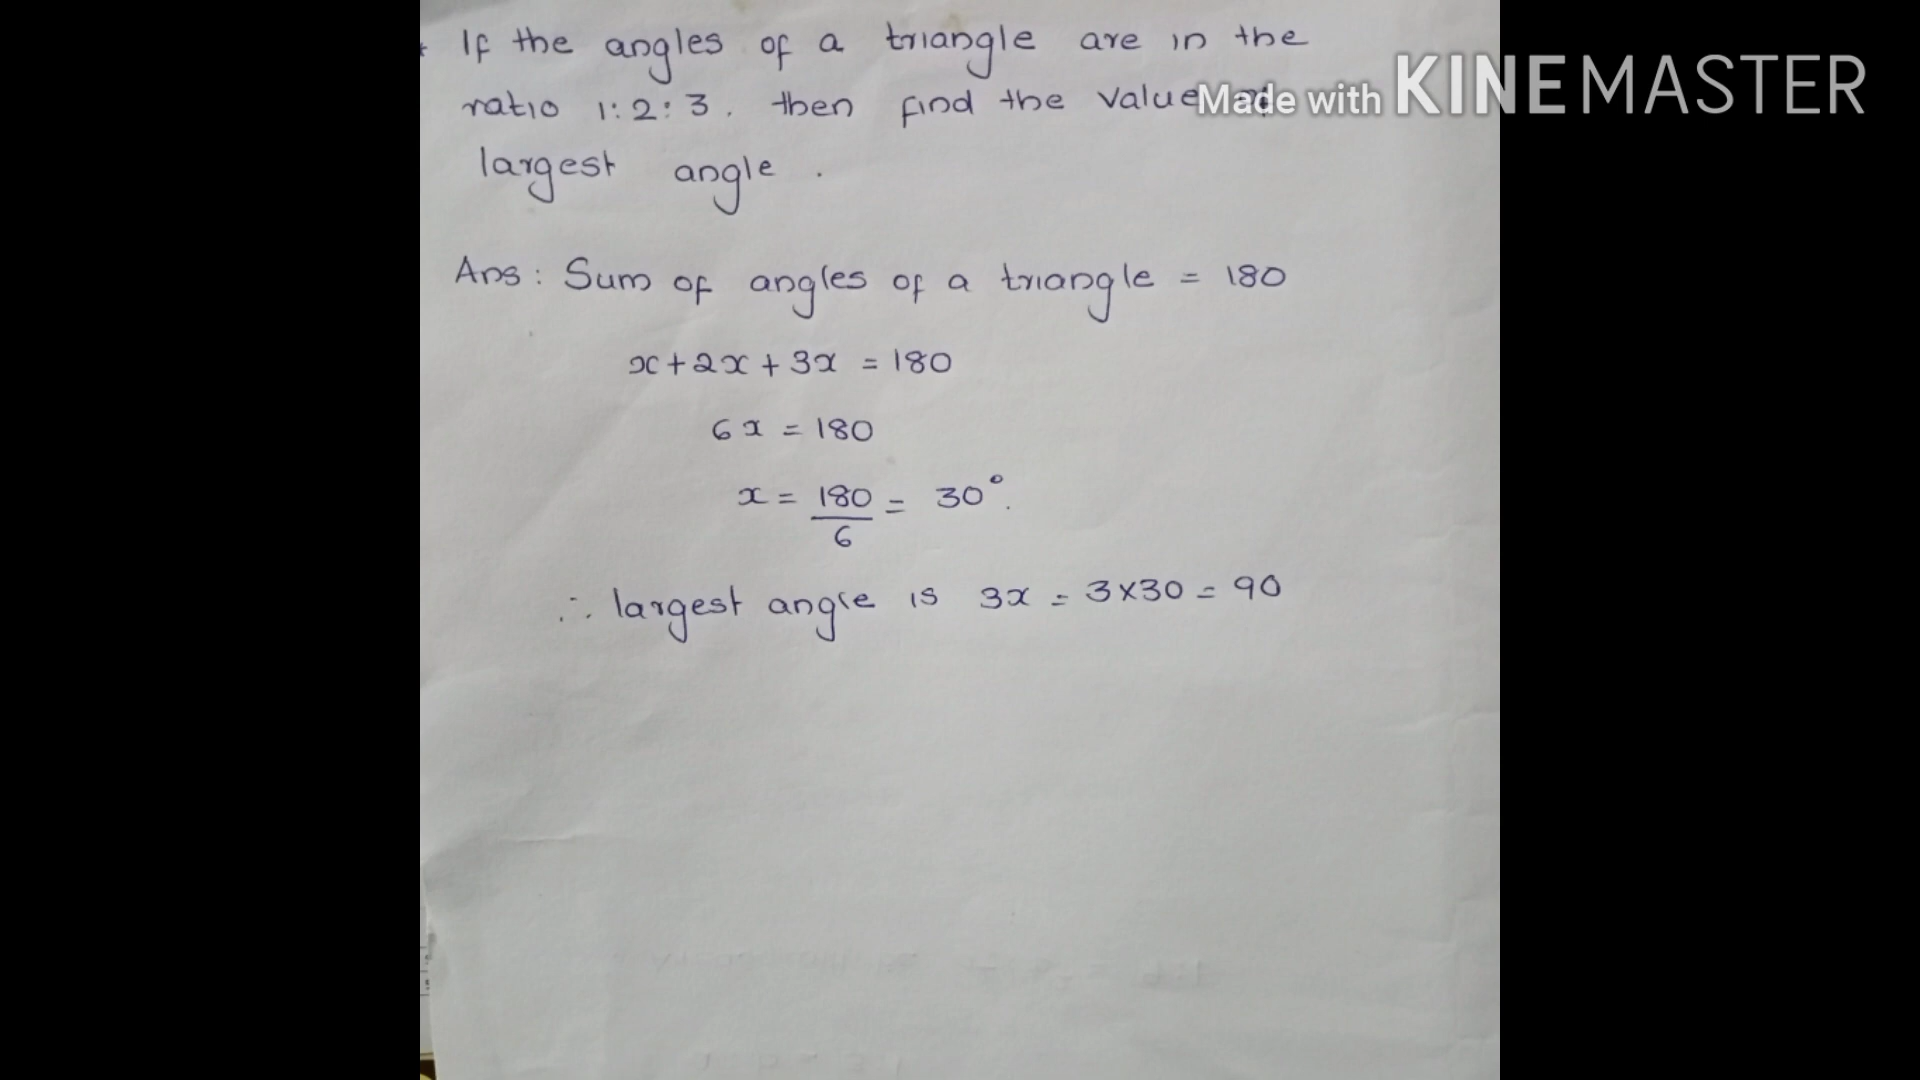 * If the angles of a triangle are in the
ratio 1:2:3. then find the value of
Made with KINEMASTER
largest angle.
Ans: Sum of angles of a triangle = 180
x+2x+3x = 180
6x = 180
x = 180/6 = 30°.
∴ largest angle is 3x = 3×30 = 90